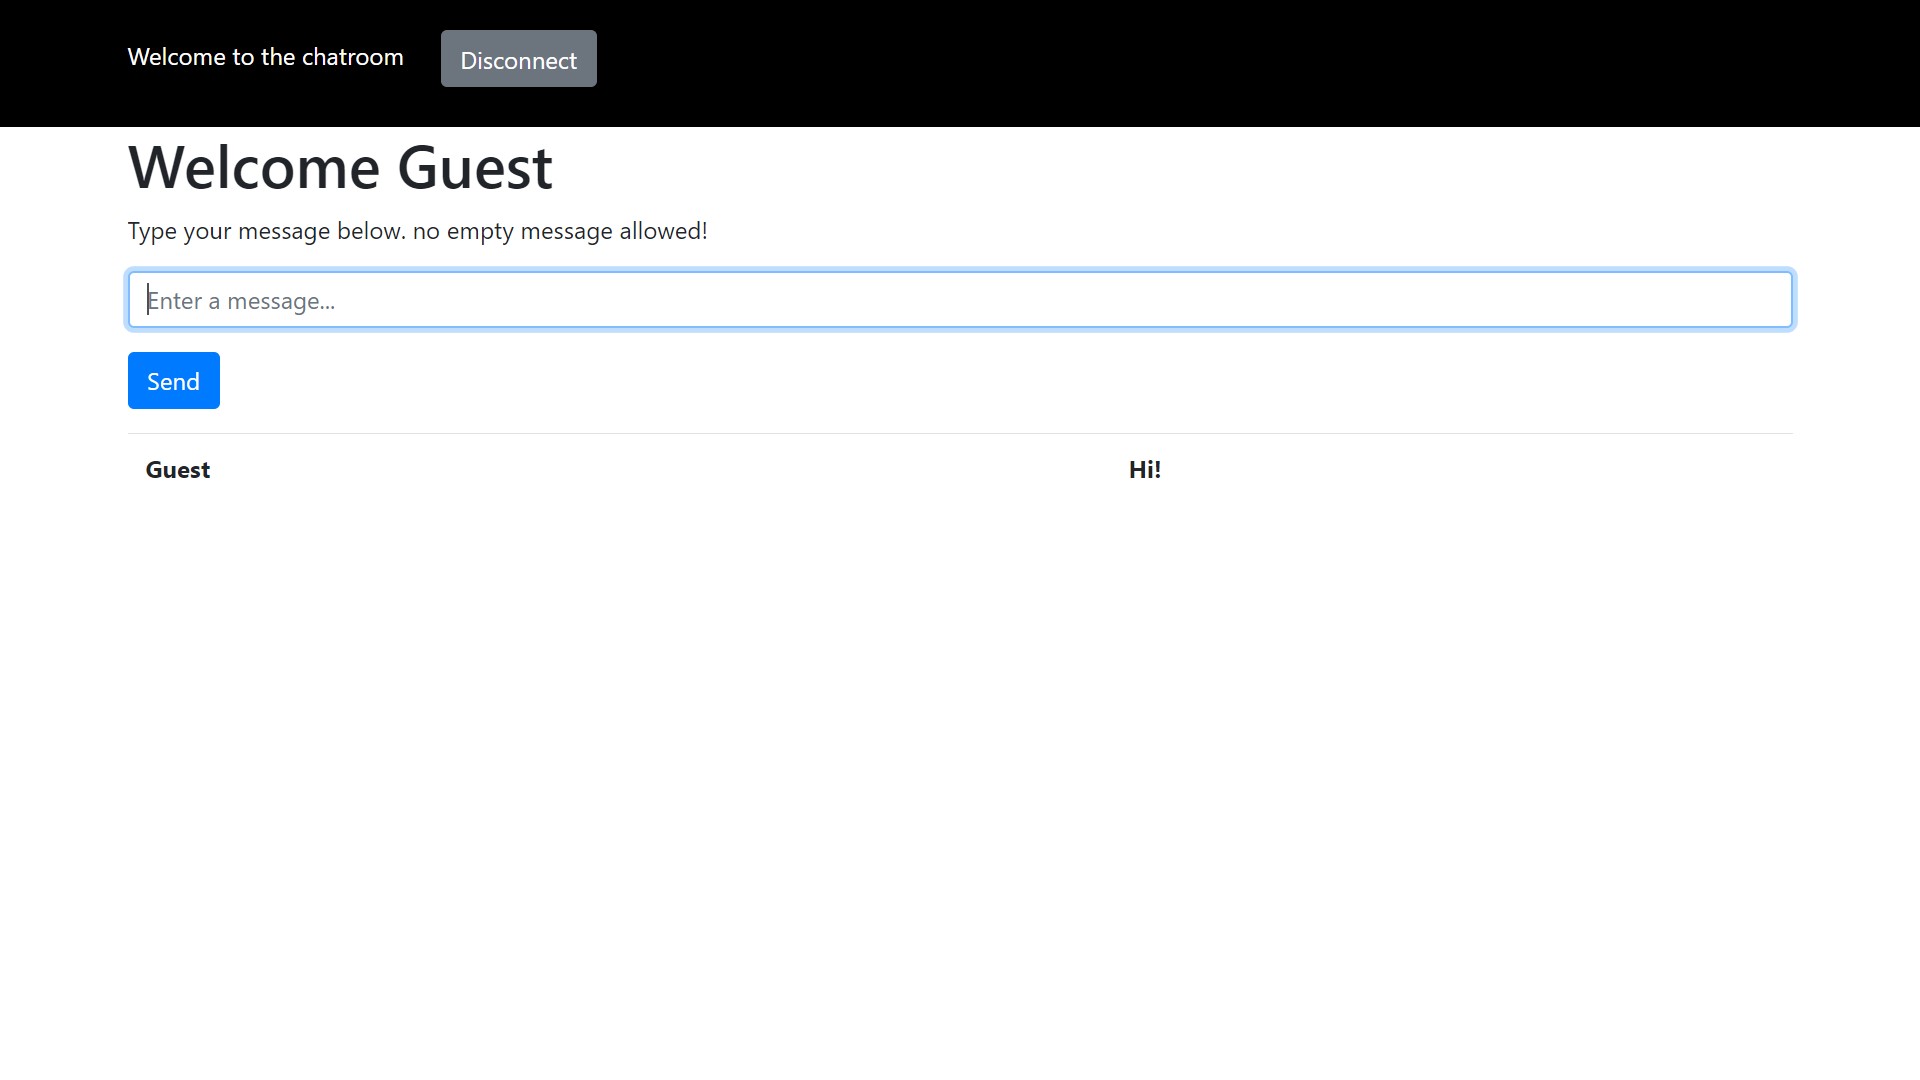 Welcome to the chatroom Disconnect
Welcome Guest
Type your message below. no empty message allowed!
Enter a message...
Send
Guest Hi!